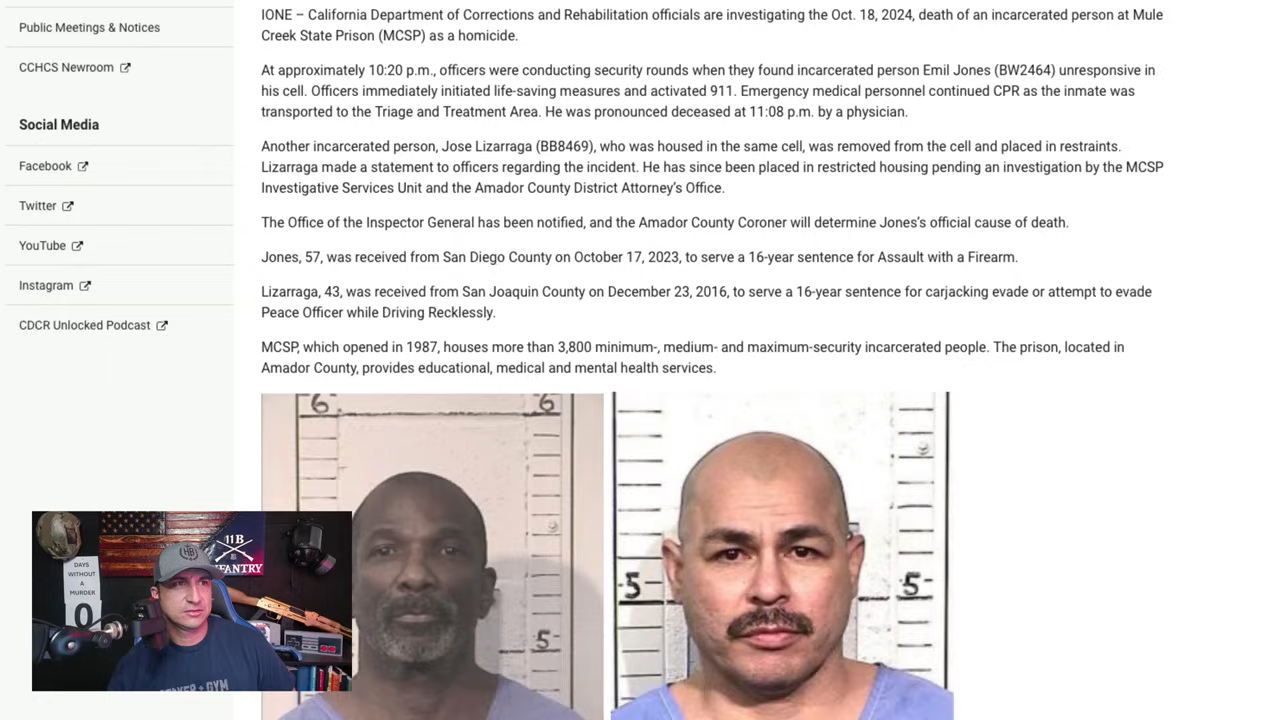 Public Meetings & Notices
CCHCS Newroom
Social Media
Facebook
Twitter
YouTube
Instagram
CDCR Unlocked Podcast
IONE – California Department of Corrections and Rehabilitation officials are investigating the Oct. 18, 2024, death of an incarcerated person at Mule
Creek State Prison (MCSP) as a homicide.
At approximately 10:20 p.m., officers were conducting security rounds when they found incarcerated person Emil Jones (BW2464) unresponsive in
his cell. Officers immediately initiated life-saving measures and activated 911. Emergency medical personnel continued CPR as the inmate was
transported to the Triage and Treatment Area. He was pronounced deceased at 11:08 p.m. by a physician.
Another incarcerated person, Jose Lizarraga (BB8469), who was housed in the same cell, was removed from the cell and placed in restraints.
Lizarraga made a statement to officers regarding the incident. He has since been placed in restricted housing pending an investigation by the MCSP
Investigative Services Unit and the Amador County District Attorney’s Office.
The Office of the Inspector General has been notified, and the Amador County Coroner will determine Jones’s official cause of death.
Jones, 57, was received from San Diego County on October 17, 2023, to serve a 16-year sentence for Assault with a Firearm.
Lizarraga, 43, was received from San Joaquin County on December 23, 2016, to serve a 16-year sentence for carjacking evade or attempt to evade
Peace Officer while Driving Recklessly.
MCSP, which opened in 1987, houses more than 3,800 minimum-, medium- and maximum-security incarcerated people. The prison, located in
Amador County, provides educational, medical and mental health services.
6 6
5
5 5
DAYS
WITHOUT
A
MURDER
0
11B
INFANTRY